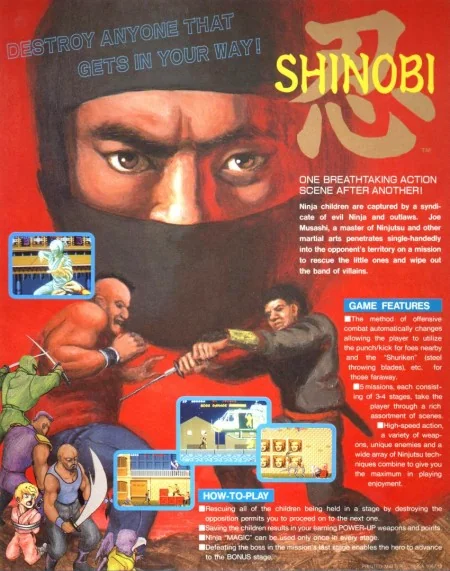 DESTROY ANYONE THAT
GETS IN YOUR WAY!
忍
SHINOBI
TM
ONE BREATHTAKING ACTION
SCENE AFTER ANOTHER!
Ninja children are captured by a syndi-
cate of evil Ninja and outlaws. Joe
Musashi, a master of Ninjutsu and other
martial arts penetrates single-handedly
into the opponent's territory on a mission
to rescue the little ones and wipe out
the band of villains.
GAME FEATURES
■The method of offensive
combat automatically changes
allowing the player to utilize
the punch/kick for foes nearby
and the "Shuriken" (steel
throwing blades), etc. for
those faraway.
■5 missions, each consist-
ing of 3-4 stages, take the
player through a rich
assortment of scenes.
■High-speed action,
a variety of weap-
ons, unique enemies and a
wide array of Ninjutsu tech-
niques combine to give you
the maximum in playing
enjoyment.
HOW-TO-PLAY
■Rescuing all of the children being held in a stage by destroying the
opposition permits you to proceed on to the next one.
■Saving the children results in your earning POWER-UP weapons and points.
■Ninja "MAGIC" can be used only once in every stage.
■Defeating the boss in the mission's last stage enables the hero to advance
to the BONUS stage.